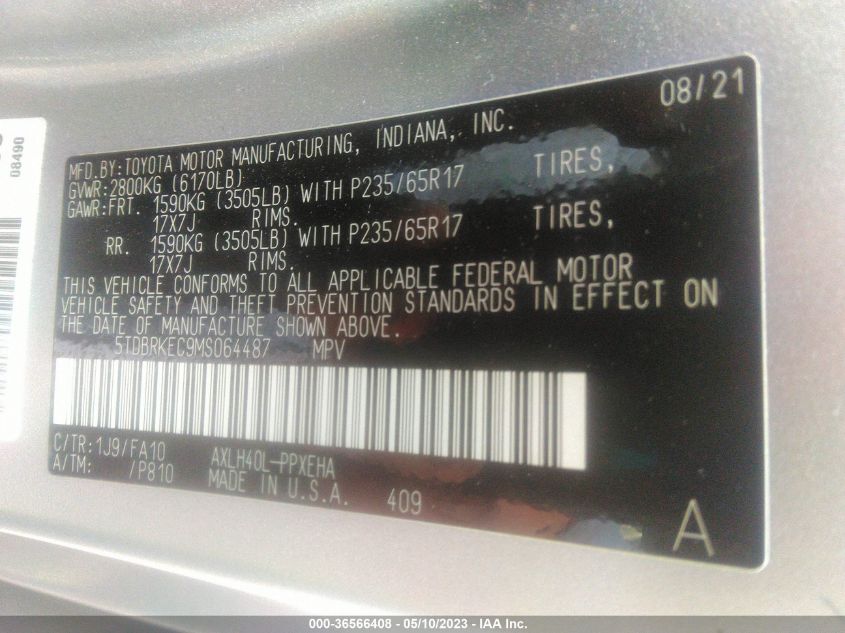 08/21
MFD.BY:TOYOTA MOTOR MANUFACTURING, INDIANA, INC.
GVWR:2800KG (6170LB)
GAWR:FRT. 1590KG (3505LB) WITH P235/65R17 TIRES,
17X7J RIMS.
RR. 1590KG (3505LB) WITH P235/65R17 TIRES,
17X7J RIMS.
THIS VEHICLE CONFORMS TO ALL APPLICABLE FEDERAL MOTOR
VEHICLE SAFETY AND THEFT PREVENTION STANDARDS IN EFFECT ON
THE DATE OF MANUFACTURE SHOWN ABOVE.
5TDBRKEC9MS064487 MPV
C/TR:1J9/FA10 AXLH40L-PPXEHA
A/TM: /P810 MADE IN U.S.A. 409
A
08490
000-36566408 - 05/10/2023 - IAA Inc.